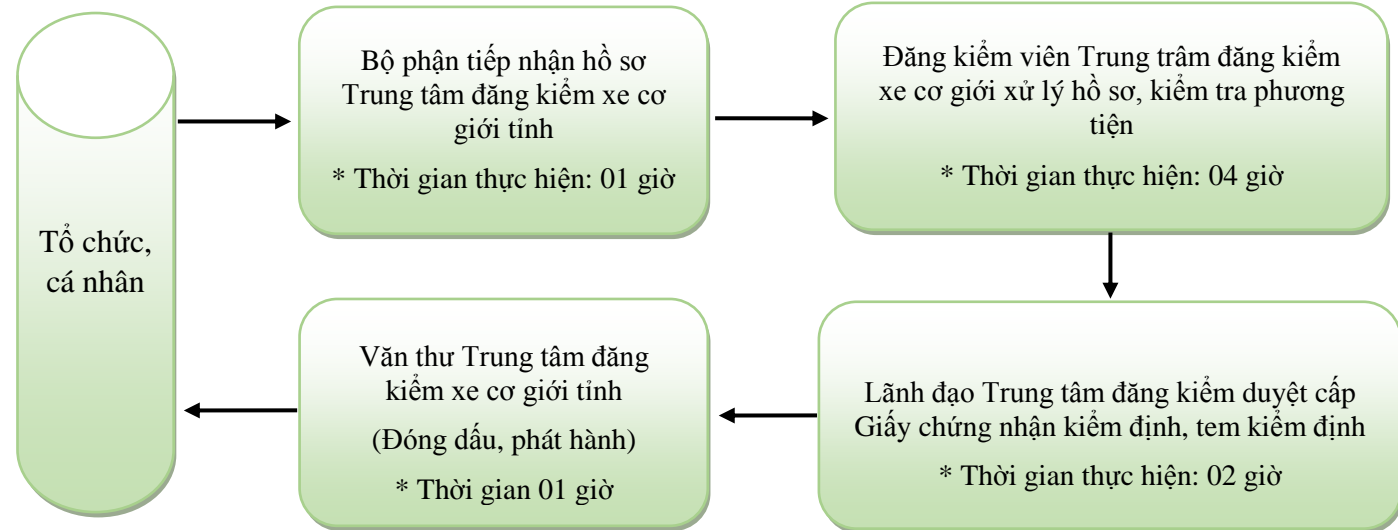 Tổ chức,
cá nhân
Bộ phận tiếp nhận hồ sơ
Trung tâm đăng kiểm xe cơ
giới tỉnh
* Thời gian thực hiện: 01 giờ
Đăng kiểm viên Trung trâm đăng kiểm
xe cơ giới xử lý hồ sơ, kiểm tra phương
tiện
* Thời gian thực hiện: 04 giờ
Lãnh đạo Trung tâm đăng kiểm duyệt cấp
Giấy chứng nhận kiểm định, tem kiểm định
* Thời gian thực hiện: 02 giờ
Văn thư Trung tâm đăng
kiểm xe cơ giới tỉnh
(Đóng dấu, phát hành)
* Thời gian 01 giờ